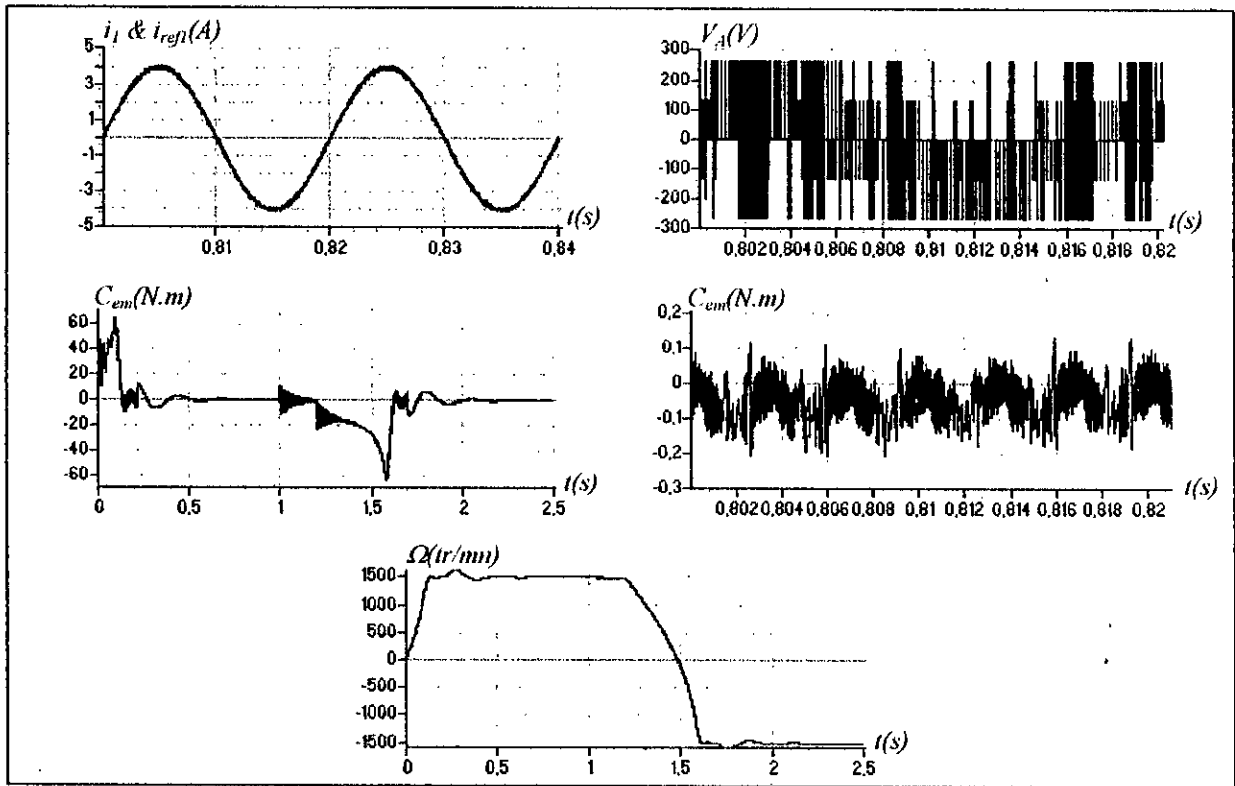 i1 & iref1(A)
5
4
3
2
1
-1
-2
-3
-4
-5
0,81 0,82 0,83 0,84
t(s)
VA(V)
300
200
100
0
-100
-200
-300
0,802 0,804 0,806 0,808 0,81 0,812 0,814 0,816 0,818 0,82
t(s)
Cem(N.m)
60
40
20
0
-20
-40
-60
0 0,5 1 1,5 2 2,5
t(s)
Cem(N.m)
0,2
0,1
0
-0,1
-0,2
-0,3
0,802 0,804 0,806 0,808 0,81 0,812 0,814 0,816 0,818 0,82
t(s)
Ω(tr/mn)
1500
1000
500
0
-500
-1000
-1500
0 0,5 1 1,5 2 2,5
t(s)